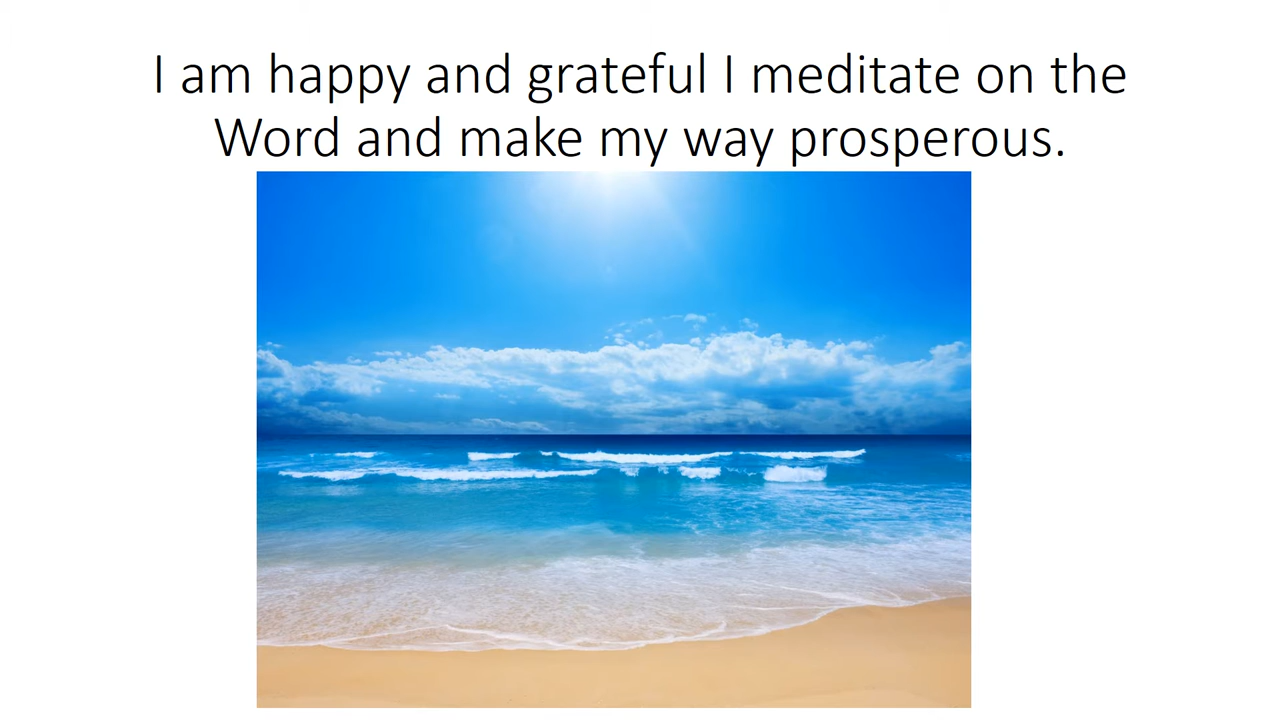 I am happy and grateful I meditate on the
Word and make my way prosperous.